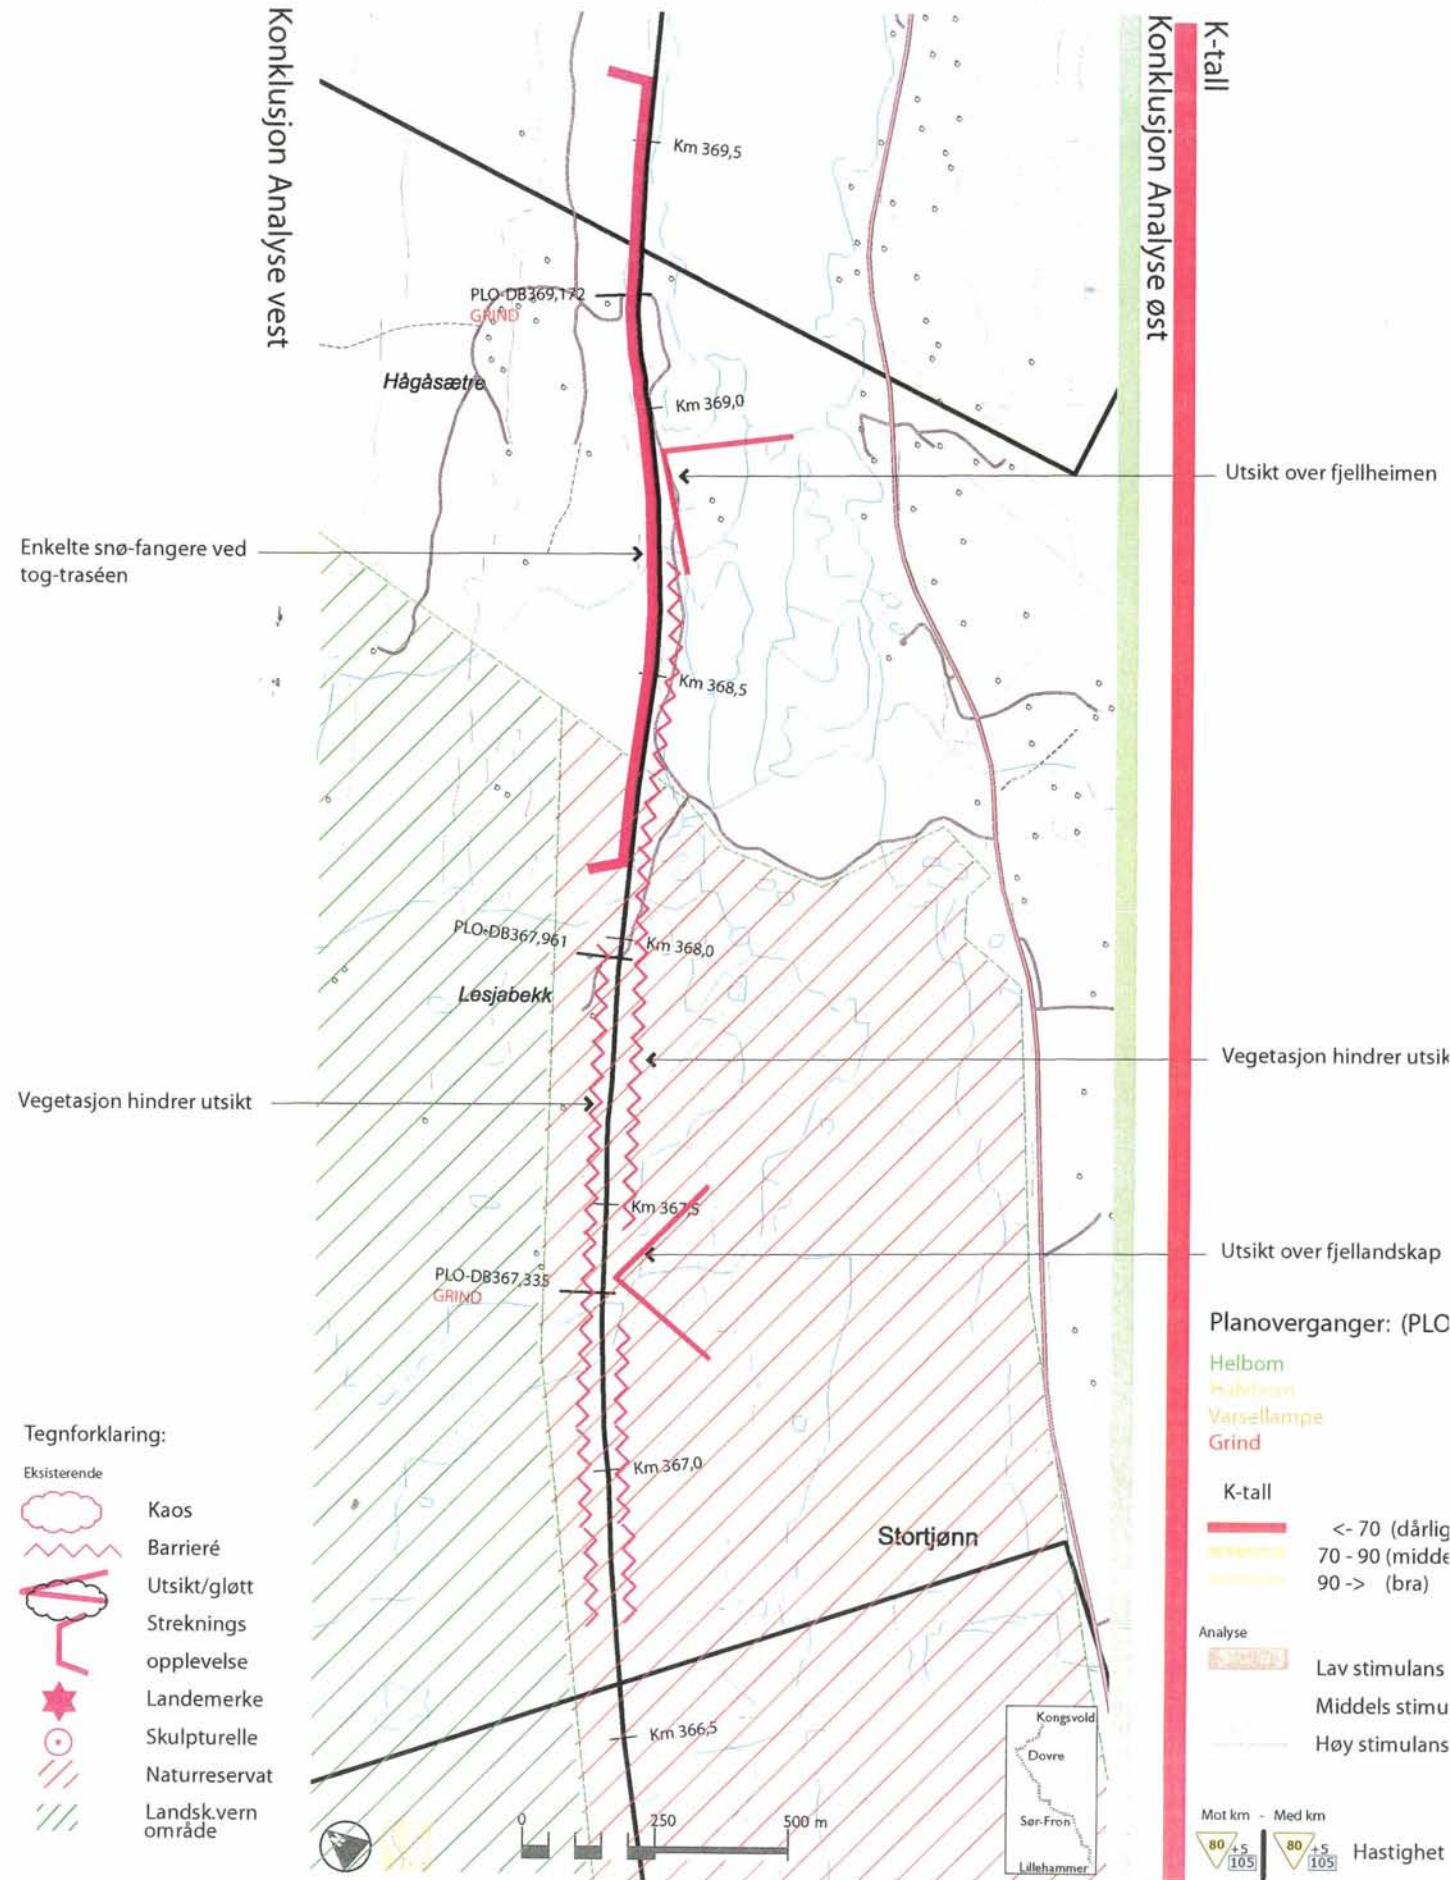 Konklusjon Analyse vest
K-tall
Konklusjon Analyse øst
Km 369,5
PLO-DB369,172
GRIND
Hågåsætre
Km 369,0
Utsikt over fjellheimen
Enkelte snø-fangere ved
tog-traséen
Km 368,5
PLO-DB367,961
Km 368,0
Lesjabekk
Vegetasjon hindrer utsik
Vegetasjon hindrer utsikt
Km 367,5
Utsikt over fjellandskap
PLO-DB367,335
GRIND
Planoverganger: (PLO
Helbom
Halvbom
Varsellampe
Grind
Km 367,0
K-tall
<- 70 (dårlig
70 - 90 (midde
90 -> (bra)
Stortjønn
Tegnforklaring:
Eksisterende
Kaos
Barrieré
Utsikt/gløtt
Streknings
opplevelse
Landemerke
Skulpturelle
Naturreservat
Landsk.vern
område
Analyse
Lav stimulans
Middels stimu
Høy stimulans
Km 366,5
Kongsvold
Dovre
Sør-Fron
Lillehammer
0 250 500 m
Mot km - Med km
80 +5 105 80 +5 105 Hastighet